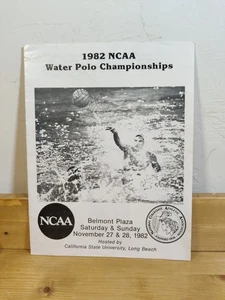 1982 NCAA
Water Polo Championships
NCAA
Belmont Plaza
Saturday & Sunday
November 27 & 28, 1982
Hosted by
California State University, Long Beach